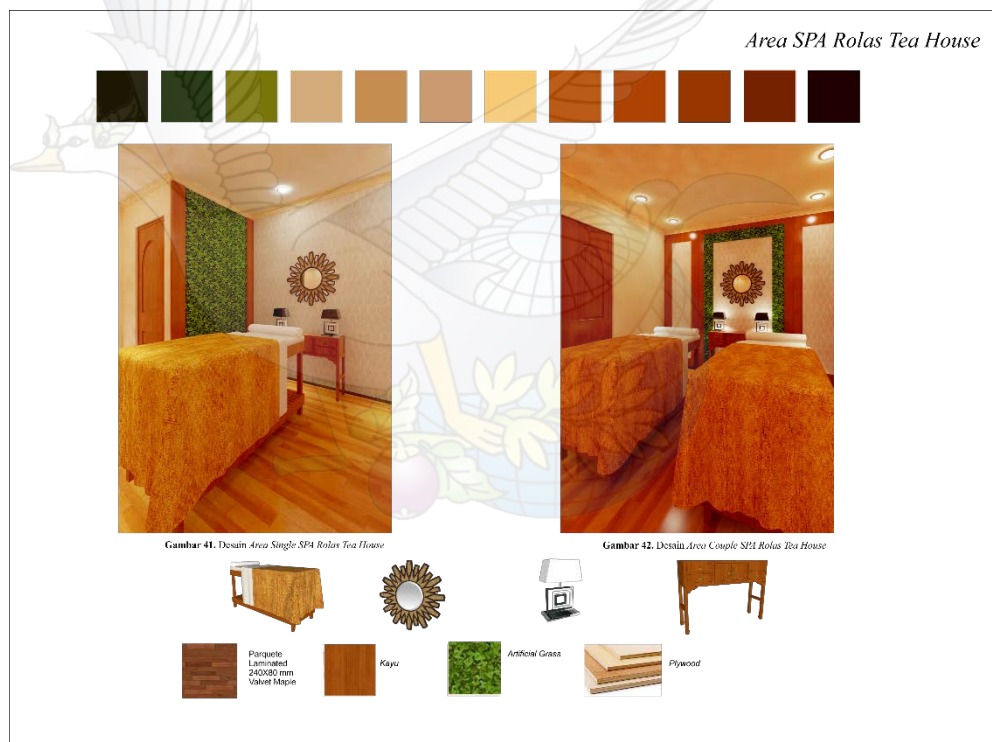 Area SPA Rolas Tea House
Gambar 41. Desain Area Single SPA Rolas Tea House
Gambar 42. Desain Area Couple SPA Rolas Tea House
Parquete
Laminated
240X80 mm
Valvet Maple
Kayu
Artificial Grass
Plywood